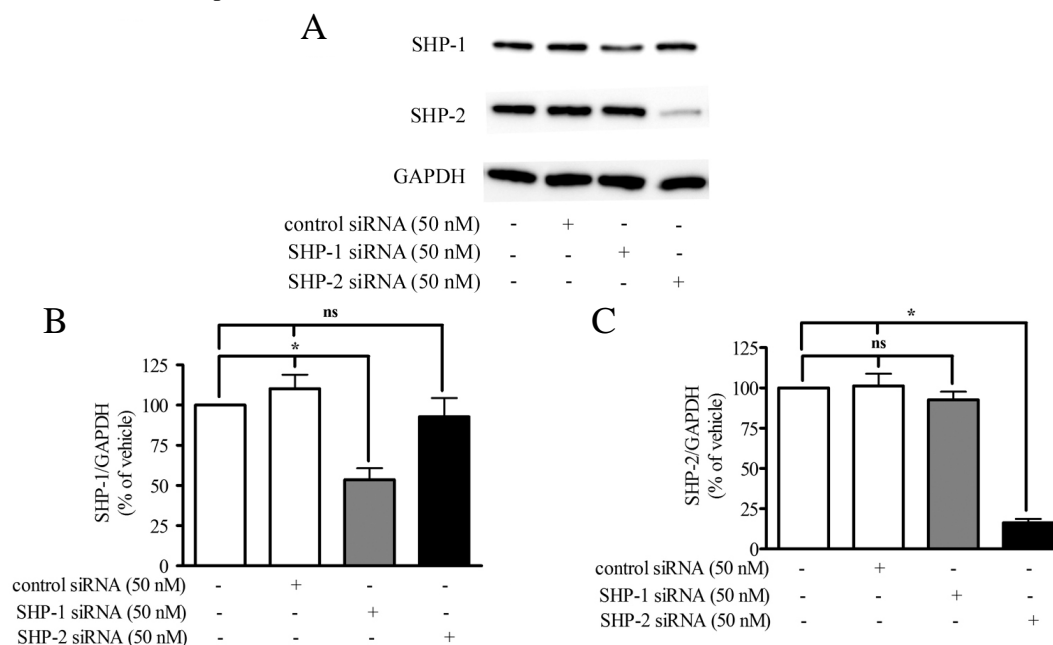 A
SHP-1
SHP-2
GAPDH
control siRNA (50 nM) - + - -
SHP-1 siRNA (50 nM) - - + -
SHP-2 siRNA (50 nM) - - - +
B
ns
*
125
100
75
50
25
0
SHP-1/GAPDH
(% of vehicle)
control siRNA (50 nM) - + - -
SHP-1 siRNA (50 nM) - - + -
SHP-2 siRNA (50 nM) - - - +
C
*
ns
125
100
75
50
25
0
SHP-2/GAPDH
(% of vehicle)
control siRNA (50 nM) - + - -
SHP-1 siRNA (50 nM) - - + -
SHP-2 siRNA (50 nM) - - - +